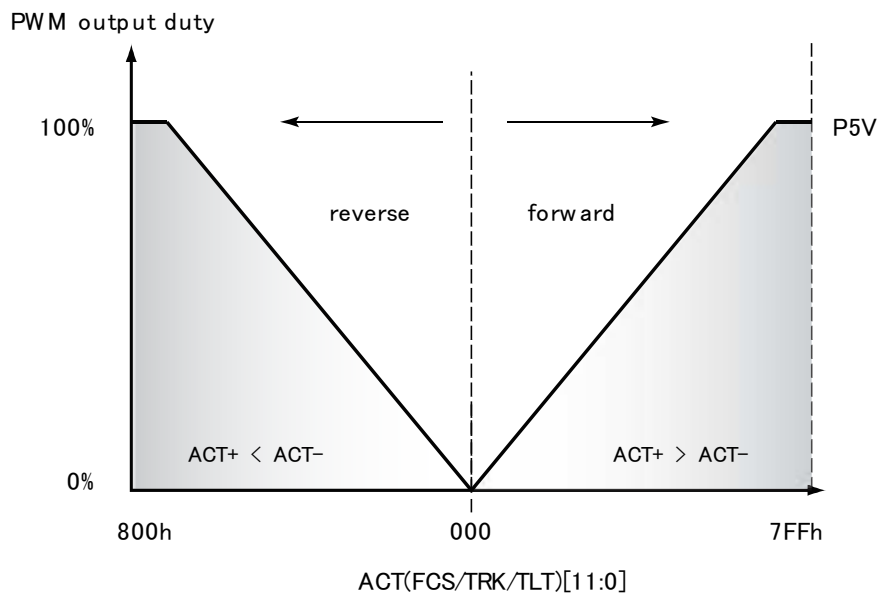 PWM output duty
100%
P5V
reverse
forward
ACT+ < ACT-
ACT+ > ACT-
0%
800h
000
7FFh
ACT(FCS/TRK/TLT)[11:0]